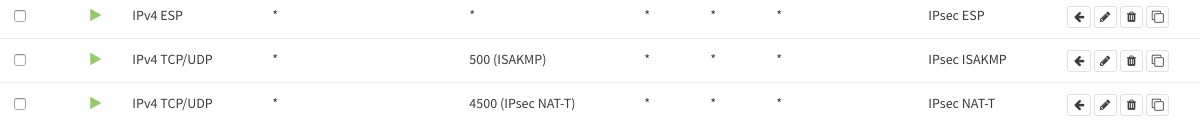 IPv4 ESP * * * * * IPsec ESP
IPv4 TCP/UDP * 500 (ISAKMP) * * * IPsec ISAKMP
IPv4 TCP/UDP * 4500 (IPsec NAT-T) * * * IPsec NAT-T